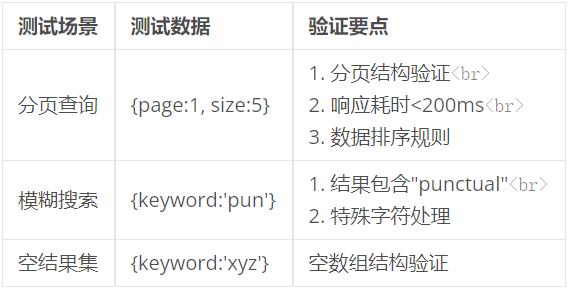 测试场景 测试数据 验证要点
1. 分页结构验证<br>
分页查询 {page:1, size:5} 2. 响应耗时<200ms<br>
3. 数据排序规则
1. 结果包含"punctual"<br>
模糊搜索 {keyword:'pun'}
2. 特殊字符处理
空结果集 {keyword:'xyz'} 空数组结构验证